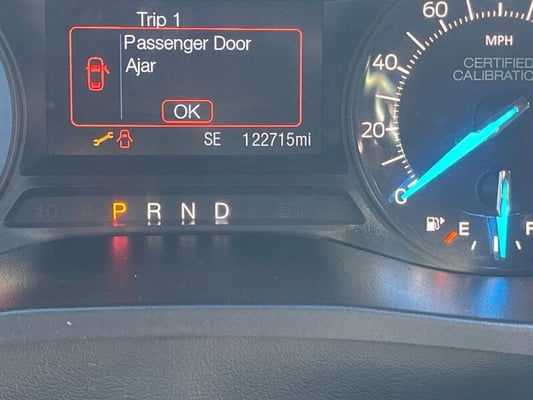 Trip 1
Passenger Door
Ajar
OK
SE 122715mi
P R N D
60
40
20
0
MPH
CERTIFIED
CALIBRATIO
E F